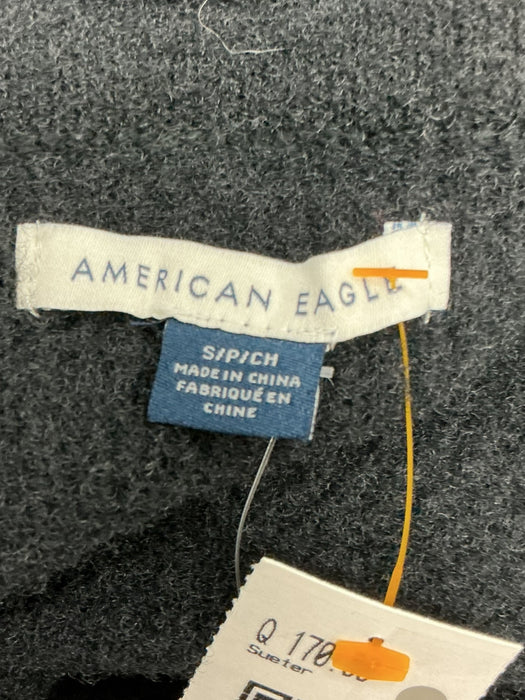 AMERICAN EAGLE
S/P/CH
MADE IN CHINA
FABRIQUÉ EN
CHINE
Q 170
Sueter